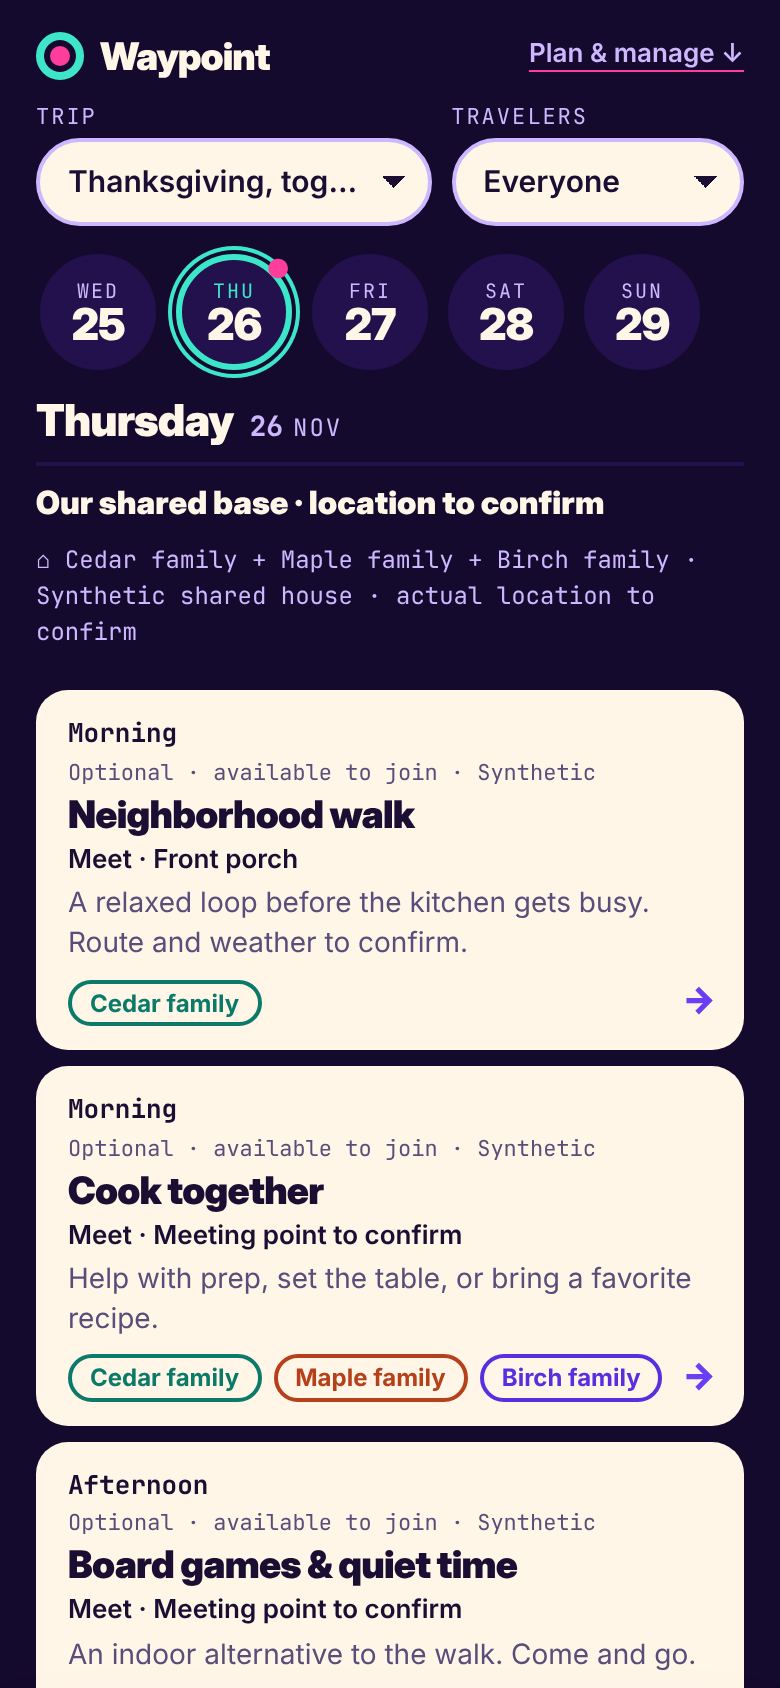 Waypoint
Plan & manage ↓
TRIP
TRAVELERS
Thanksgiving, tog...
Everyone
WED
25
THU
26
FRI
27
SAT
28
SUN
29
Thursday 26 NOV
Our shared base · location to confirm
⌂ Cedar family + Maple family + Birch family ·
Synthetic shared house · actual location to
confirm
Morning
Optional · available to join · Synthetic
Neighborhood walk
Meet · Front porch
A relaxed loop before the kitchen gets busy.
Route and weather to confirm.
Cedar family
→
Morning
Optional · available to join · Synthetic
Cook together
Meet · Meeting point to confirm
Help with prep, set the table, or bring a favorite
recipe.
Cedar family
Maple family
Birch family
→
Afternoon
Optional · available to join · Synthetic
Board games & quiet time
Meet · Meeting point to confirm
An indoor alternative to the walk. Come and go.